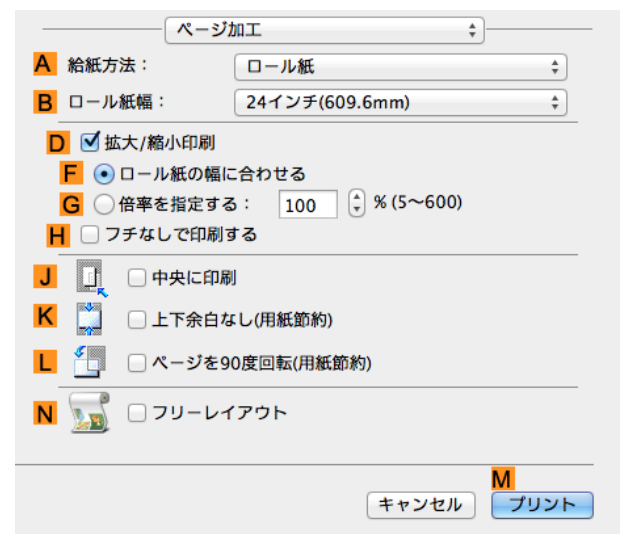 ページ加工
A 給紙方法： ロール紙
B ロール紙幅： 24インチ(609.6mm)
D 拡大/縮小印刷
F ロール紙の幅に合わせる
G 倍率を指定する： 100 % (5〜600)
H フチなしで印刷する
J 中央に印刷
K 上下余白なし(用紙節約)
L ページを90度回転(用紙節約)
N フリーレイアウト
M
キャンセル プリント